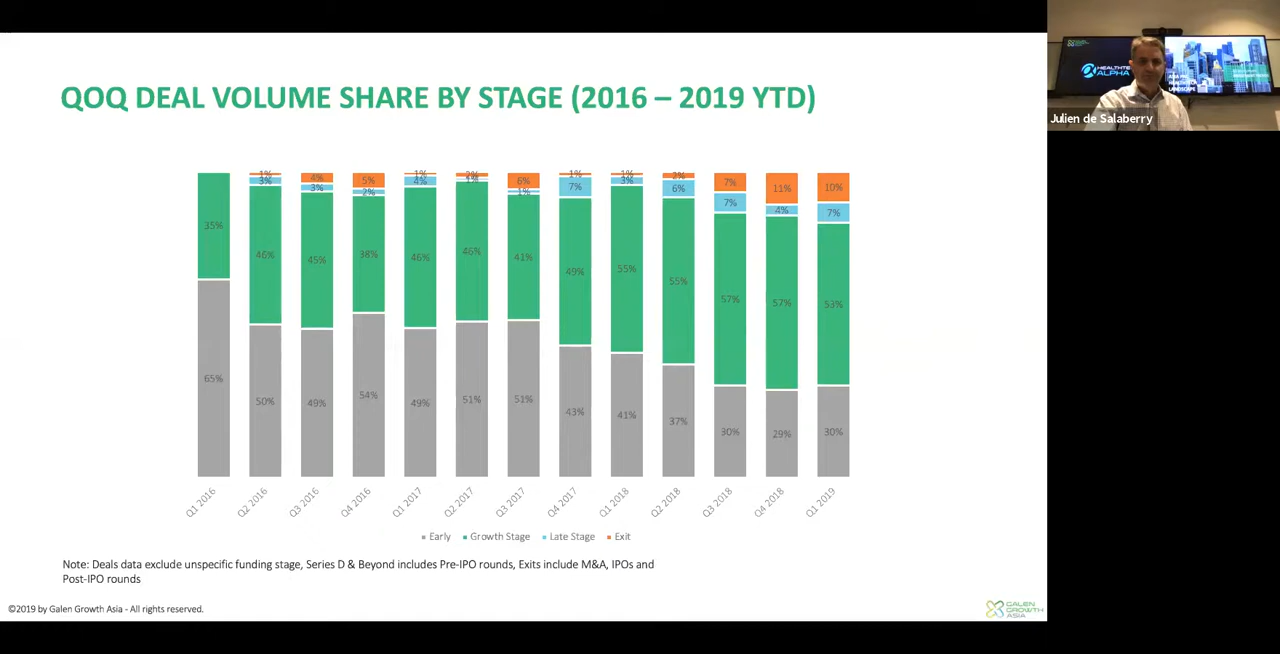 QOQ DEAL VOLUME SHARE BY STAGE (2016 – 2019 YTD)
HEALTHTE
ALPHA
Julien de Salaberry
1% 4% 5% 1% 2% 6% 1% 1% 2% 7% 11% 10%
3% 3% 2% 4% 1% 1% 7% 3% 6% 7% 4% 7%
35% 46% 45% 38% 46% 46% 41% 49% 55% 55% 57% 57% 53%
65% 50% 49% 54% 49% 51% 51% 43% 41% 37% 30% 29% 30%
Q1 2016 Q2 2016 Q3 2016 Q4 2016 Q1 2017 Q2 2017 Q3 2017 Q4 2017 Q1 2018 Q2 2018 Q3 2018 Q4 2018 Q1 2019
Early Growth Stage Late Stage Exit
Note: Deals data exclude unspecific funding stage, Series D & Beyond includes Pre-IPO rounds, Exits include M&A, IPOs and
Post-IPO rounds
©2019 by Galen Growth Asia - All rights reserved.
GALEN
GROWTH
ASIA